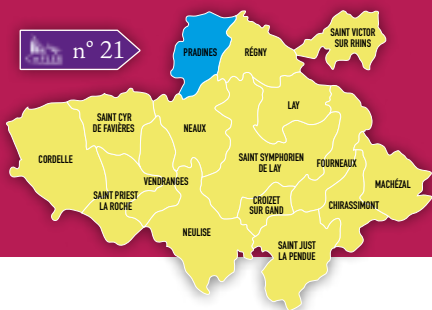 n° 21
PRADINES
RÉGNY
SAINT VICTOR
SUR RHINS
LAY
SAINT CYR
DE FAVIÈRES
NEAUX
CORDELLE
SAINT SYMPHORIEN
DE LAY
FOURNEAUX
VENDRANGES
MACHÉZAL
SAINT PRIEST
LA ROCHE
CROIZET
SUR GAND
CHIRASSIMONT
NEULISE
SAINT JUST
LA PENDUE